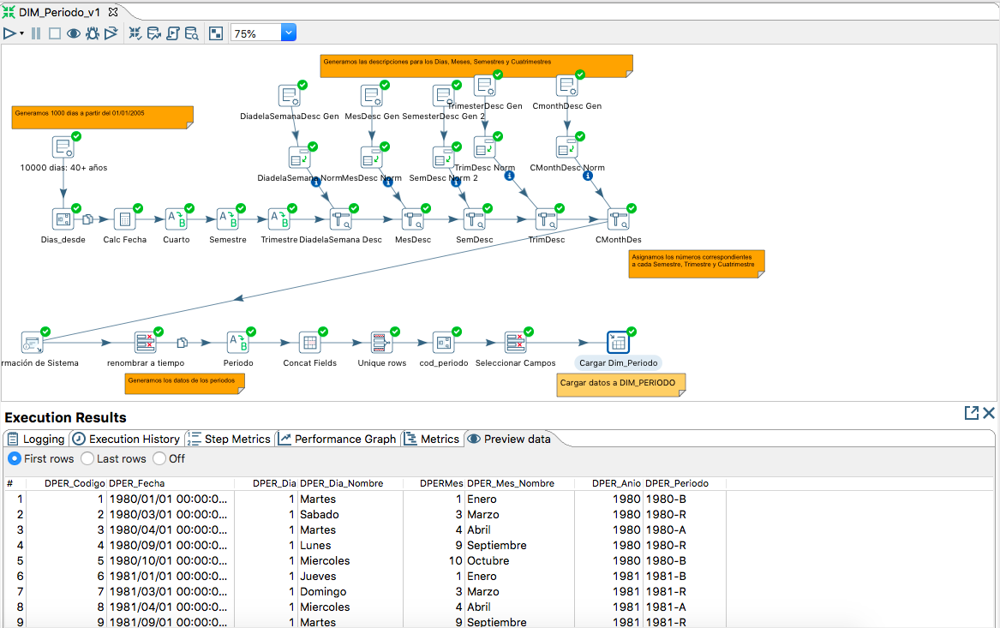 DIM_Periodo_v1
75%
Generamos las descripciones para los Dias, Meses, Semestres y Cuatrimestres
Generamos 1000 dias a partir del 01/01/2005
DiadelaSemanaDesc Gen
MesDesc Gen
SemesterDesc Gen 2
TrimesterDesc Gen
CmonthDesc Gen
10000 dias: 40+ años
DiadelaSemana Norm
MesDesc Norm
SemDesc Norm 2
TrimDesc Norm
CMonthDesc Norm
Dias_desde
Calc Fecha
Cuarto
Semestre
Trimestre
DiadelaSemana Desc
MesDesc
SemDesc
TrimDesc
CMonthDes
Asignamos los números correspondientes
a cada Semestre, Trimestre y Cuatrimestre
rmación de Sistema
renombrar a tiempo
Periodo
Concat Fields
Unique rows
cod_periodo
Seleccionar Campos
Cargar Dim_Periodo
Generamos los datos de los periodos
Cargar datos a DIM_PERIODO
Execution Results
Logging Execution History Step Metrics Performance Graph Metrics Preview data
First rows Last rows Off
# DPER_Codigo DPER_Fecha DPER_Dia DPER_Dia_Nombre DPERMes DPER_Mes_Nombre DPER_Anio DPER_Periodo
1 1 1980/01/01 00:00:0... 1 Martes 1 Enero 1980 1980-B
2 2 1980/03/01 00:00:0... 1 Sabado 3 Marzo 1980 1980-R
3 3 1980/04/01 00:00:0... 1 Martes 4 Abril 1980 1980-A
4 4 1980/09/01 00:00:0... 1 Lunes 9 Septiembre 1980 1980-R
5 5 1980/10/01 00:00:0... 1 Miercoles 10 Octubre 1980 1980-B
6 6 1981/01/01 00:00:0... 1 Jueves 1 Enero 1981 1981-B
7 7 1981/03/01 00:00:0... 1 Domingo 3 Marzo 1981 1981-R
8 8 1981/04/01 00:00:0... 1 Miercoles 4 Abril 1981 1981-A
9 9 1981/09/01 00:00:0... 1 Martes 9 Septiembre 1981 1981-R